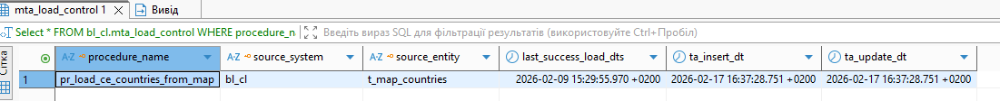 mta_load_control 1
Вивід
Select * FROM bl_cl.mta_load_control WHERE procedure_n
Введіть вираз SQL для фільтрації результатів (використовуйте Ctrl+Пробіл)
Сітка
A-Z procedure_name
A-Z source_system
A-Z source_entity
last_success_load_dts
ta_insert_dt
ta_update_dt
1 pr_load_ce_countries_from_map bl_cl t_map_countries 2026-02-09 15:29:55.970 +0200 2026-02-17 16:37:28.751 +0200 2026-02-17 16:37:28.751 +0200